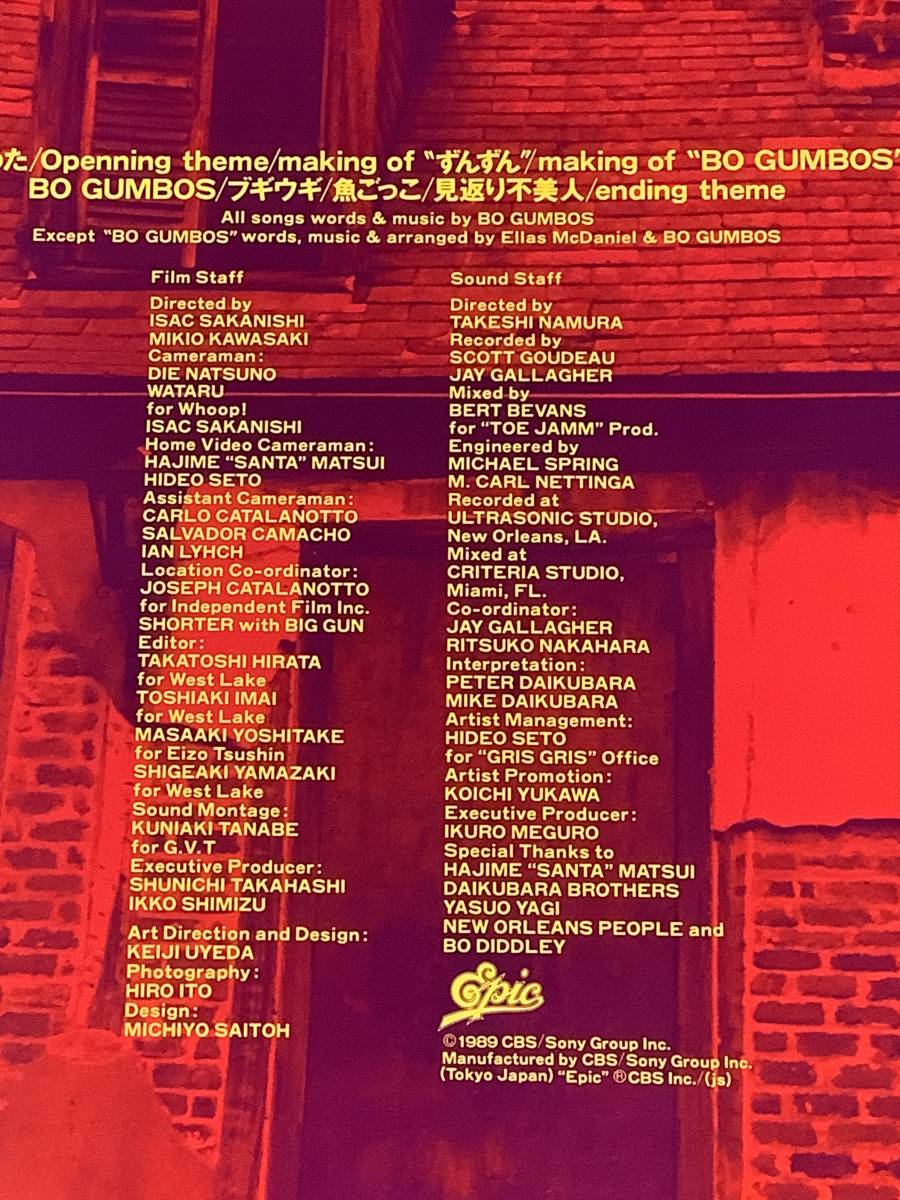 た/Openning theme/making of “ずんずん”/making of “BO GUMBOS”
BO GUMBOS/ブギウギ/魚ごっこ/見返り不美人/ending theme
All songs words & music by BO GUMBOS
Except “BO GUMBOS” words, music & arranged by Ellas McDaniel & BO GUMBOS
Film Staff
Directed by
ISAC SAKANISHI
MIKIO KAWASAKI
Cameraman:
DIE NATSUNO
WATARU
for Whoop!
ISAC SAKANISHI
Home Video Cameraman:
HAJIME “SANTA” MATSUI
HIDEO SETO
Assistant Cameraman:
CARLO CATALANOTTO
SALVADOR CAMACHO
IAN LYHCH
Location Co-ordinator:
JOSEPH CATALANOTTO
for Independent Film Inc.
SHORTER with BIG GUN
Editor:
TAKATOSHI HIRATA
for West Lake
TOSHIAKI IMAI
for West Lake
MASAAKI YOSHITAKE
for Eizo Tsushin
SHIGEAKI YAMAZAKI
for West Lake
Sound Montage:
KUNIAKI TANABE
for G.V.T
Executive Producer:
SHUNICHI TAKAHASHI
IKKO SHIMIZU
Art Direction and Design:
KEIJI UYEDA
Photography:
HIRO ITO
Design:
MICHIYO SAITOH
Sound Staff
Directed by
TAKESHI NAMURA
Recorded by
SCOTT GOUDEAU
JAY GALLAGHER
Mixed by
BERT BEVANS
for “TOE JAMM” Prod.
Engineered by
MICHAEL SPRING
M. CARL NETTINGA
Recorded at
ULTRASONIC STUDIO,
New Orleans, LA.
Mixed at
CRITERIA STUDIO,
Miami, FL.
Co-ordinator:
JAY GALLAGHER
RITSUKO NAKAHARA
Interpretation:
PETER DAIKUBARA
MIKE DAIKUBARA
Artist Management:
HIDEO SETO
for “GRIS GRIS” Office
Artist Promotion:
KOICHI YUKAWA
Executive Producer:
IKURO MEGURO
Special Thanks to
HAJIME “SANTA” MATSUI
DAIKUBARA BROTHERS
YASUO YAGI
NEW ORLEANS PEOPLE and
BO DIDDLEY
Epic
©1989 CBS/Sony Group Inc.
Manufactured by CBS/Sony Group Inc.
(Tokyo Japan) “Epic” ®CBS Inc./(js)